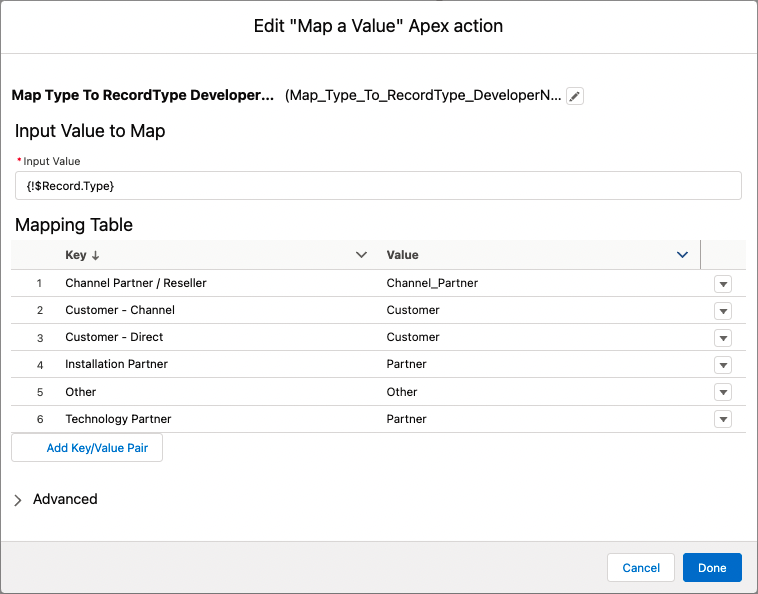 Edit "Map a Value" Apex action
Map Type To RecordType Developer... (Map_Type_To_RecordType_DeveloperN...
Input Value to Map
* Input Value
{!$Record.Type}
Mapping Table
Key ↓ Value
1 Channel Partner / Reseller Channel_Partner
2 Customer - Channel Customer
3 Customer - Direct Customer
4 Installation Partner Partner
5 Other Other
6 Technology Partner Partner
Add Key/Value Pair
Advanced
Cancel Done